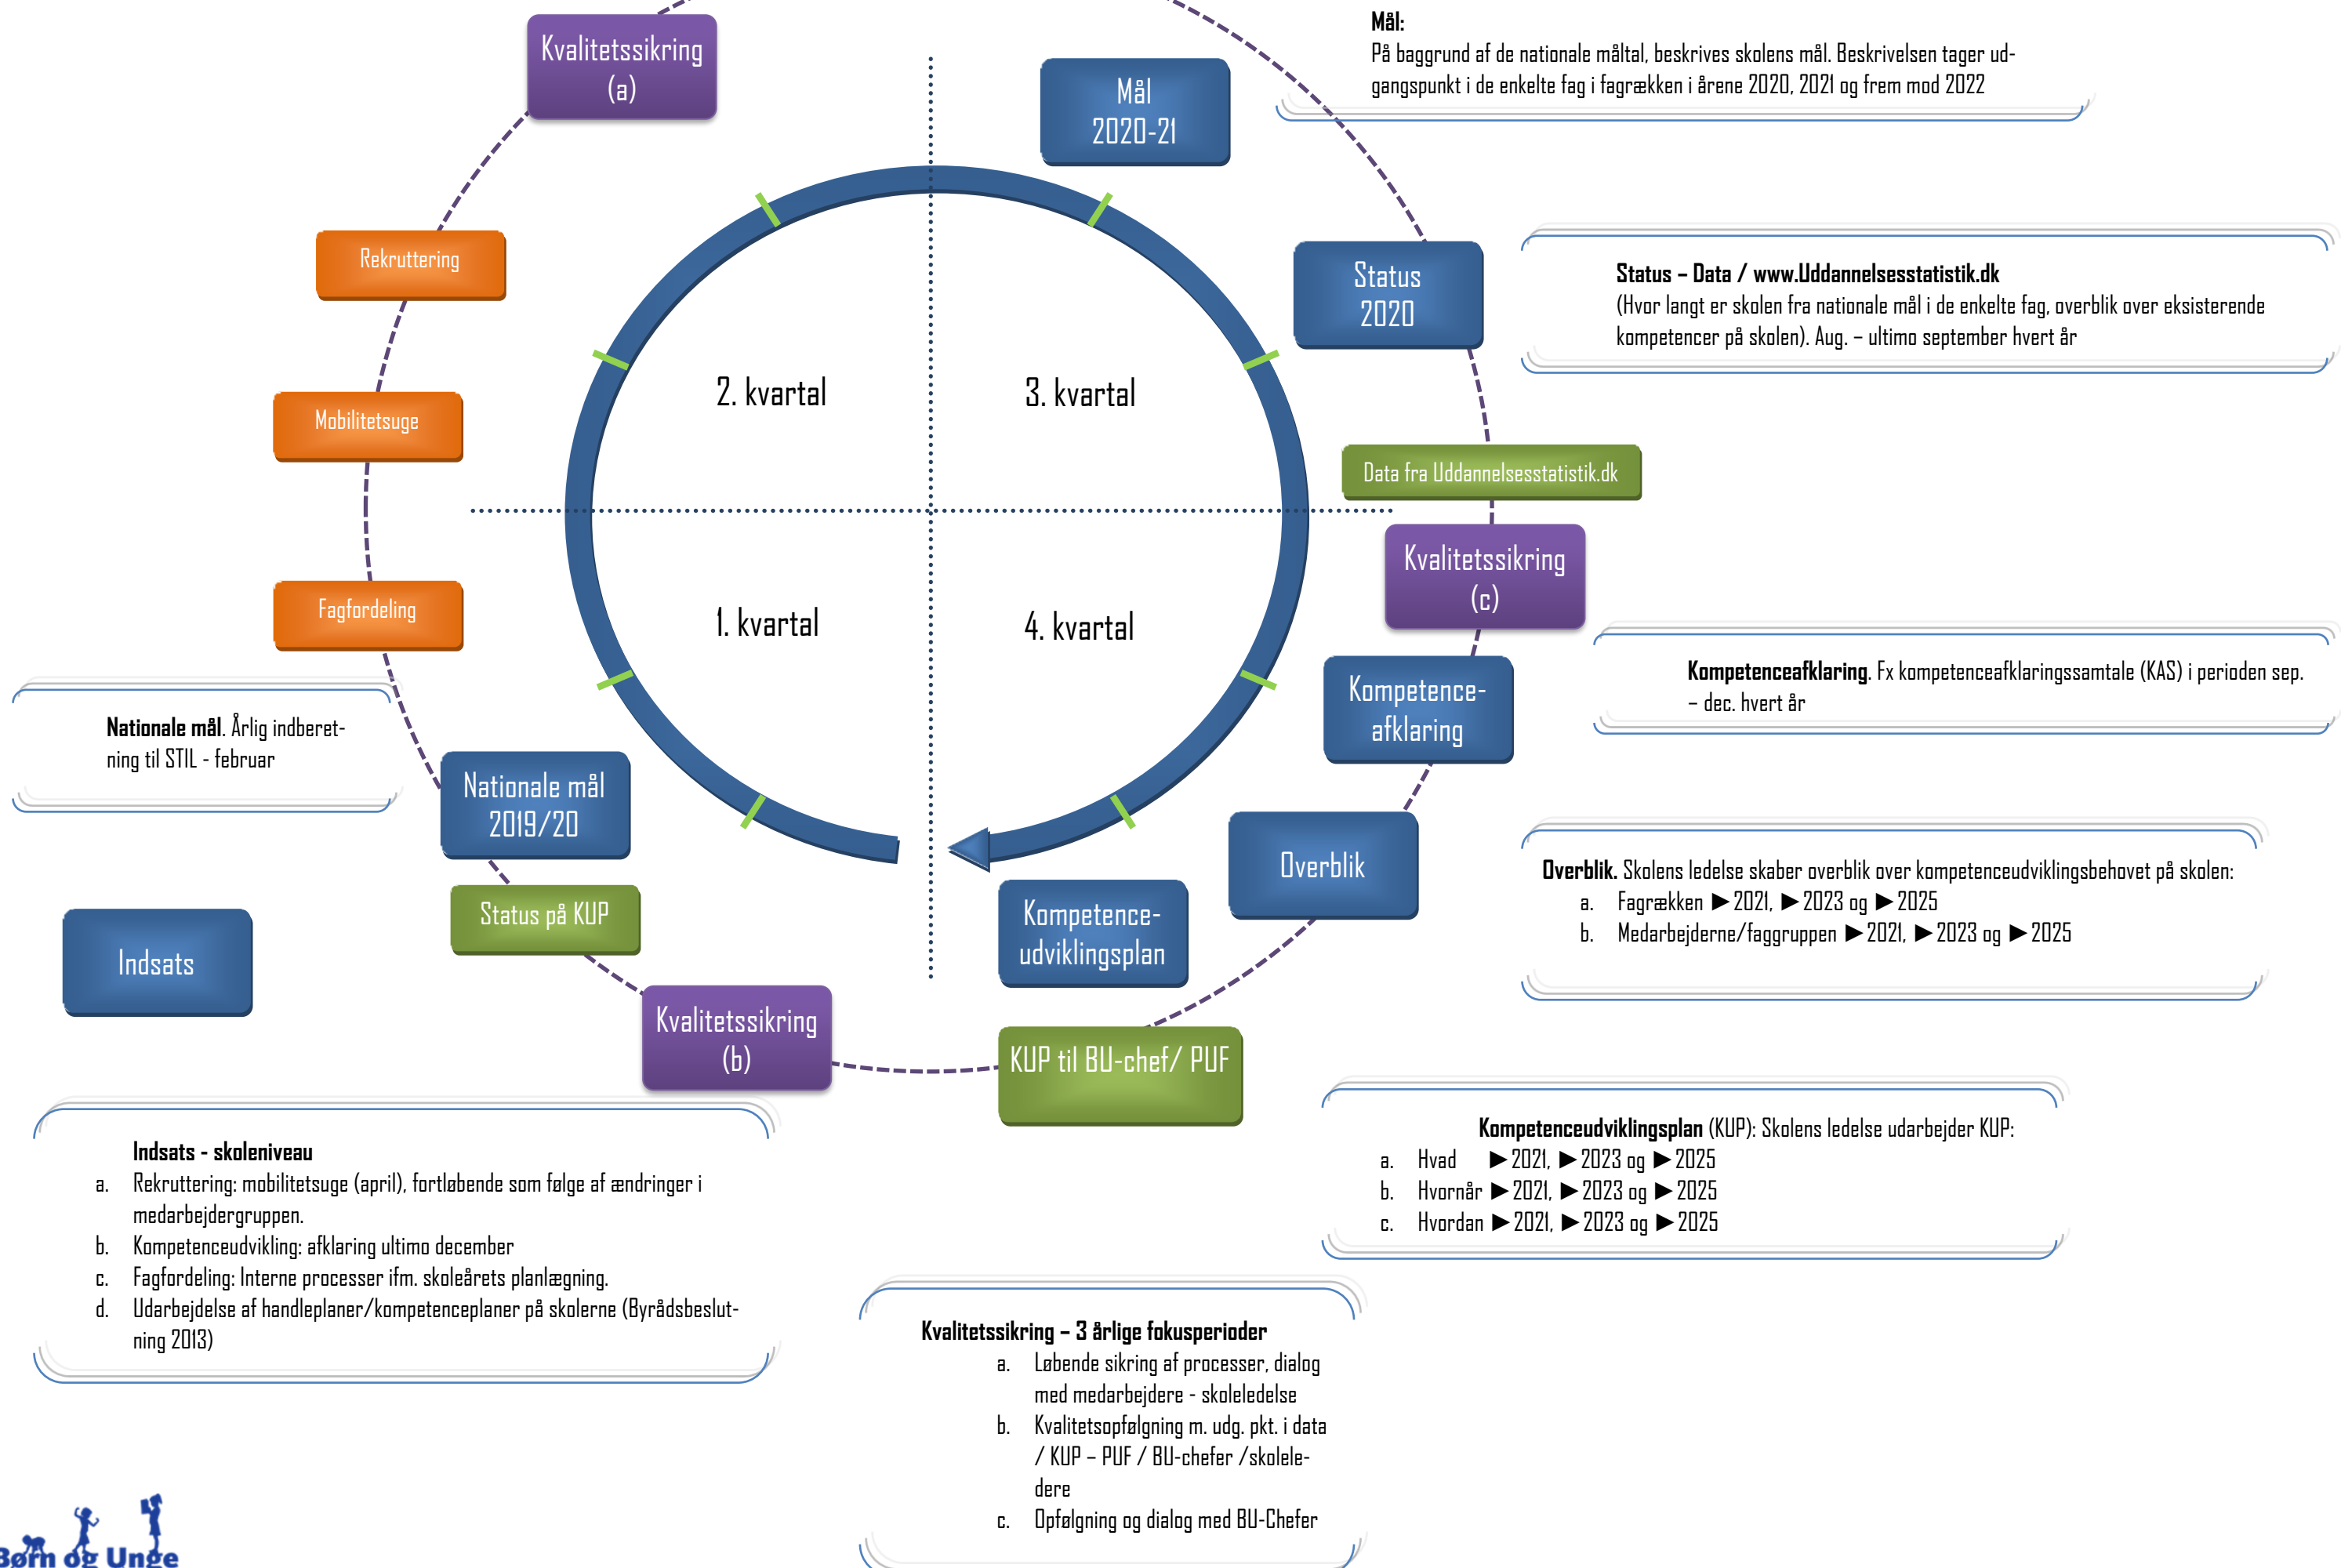 Kvalitetssikring
(a)
Mål
2020-21
Mål:
På baggrund af de nationale måltal, beskrives skolens mål. Beskrivelsen tager ud-
gangspunkt i de enkelte fag i fagrækken i årene 2020, 2021 og frem mod 2022
Rekruttering
Status
2020
Status – Data / www.Uddannelsesstatistik.dk
(Hvor langt er skolen fra nationale mål i de enkelte fag, overblik over eksisterende
kompetencer på skolen). Aug. – ultimo september hvert år
2. kvartal
3. kvartal
Mobilitetsuge
Data fra Uddannelsesstatistik.dk
Kvalitetssikring
(c)
Fagfordeling
1. kvartal
4. kvartal
Kompetence-
afklaring
Kompetenceafklaring. Fx kompetenceafklaringssamtale (KAS) i perioden sep.
– dec. hvert år
Nationale mål. Årlig indberet-
ning til STIL - februar
Nationale mål
2019/20
Overblik
Overblik. Skolens ledelse skaber overblik over kompetenceudviklingsbehovet på skolen:
a. Fagrækken ►2021, ►2023 og ►2025
b. Medarbejderne/faggruppen ►2021, ►2023 og ►2025
Status på KUP
Kompetence-
udviklingsplan
Indsats
Kvalitetssikring
(b)
KUP til BU-chef/ PUF
Kompetenceudviklingsplan (KUP): Skolens ledelse udarbejder KUP:
a. Hvad ►2021, ►2023 og ►2025
b. Hvornår ►2021, ►2023 og ►2025
c. Hvordan ►2021, ►2023 og ►2025
Indsats - skoleniveau
a. Rekruttering: mobilitetsuge (april), fortløbende som følge af ændringer i
medarbejdergruppen.
b. Kompetenceudvikling: afklaring ultimo december
c. Fagfordeling: Interne processer ifm. skoleårets planlægning.
d. Udarbejdelse af handleplaner/kompetenceplaner på skolerne (Byrådsbeslut-
ning 2013)
Kvalitetssikring – 3 årlige fokusperioder
a. Løbende sikring af processer, dialog
med medarbejdere - skoleledelse
b. Kvalitetsopfølgning m. udg. pkt. i data
/ KUP – PUF / BU-chefer /skolele-
dere
c. Opfølgning og dialog med BU-Chefer
Børn og Unge